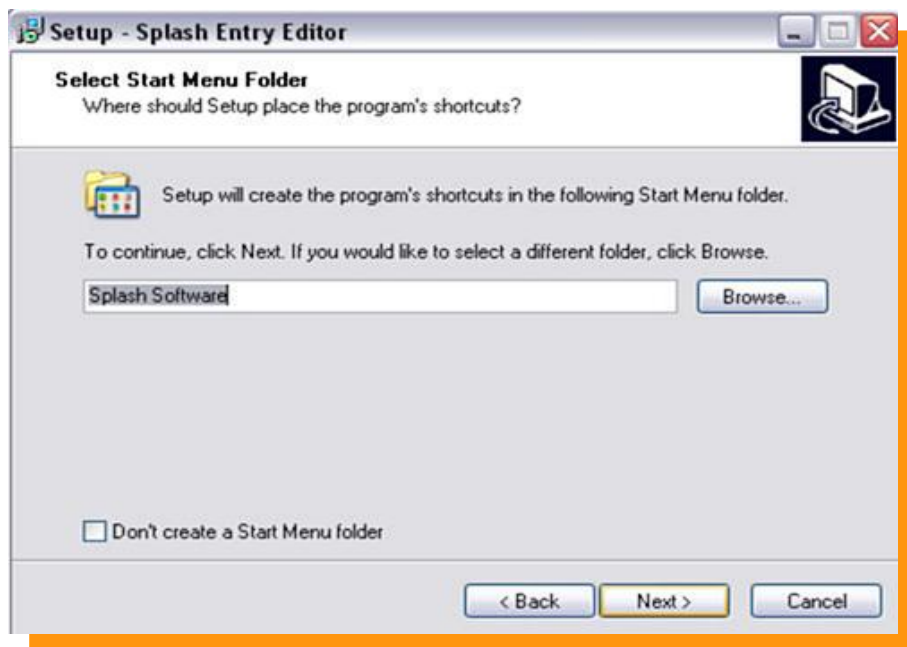 Setup - Splash Entry Editor
Select Start Menu Folder
Where should Setup place the program's shortcuts?
Setup will create the program's shortcuts in the following Start Menu folder.
To continue, click Next. If you would like to select a different folder, click Browse.
Splash Software
Browse...
Don't create a Start Menu folder
< Back
Next >
Cancel